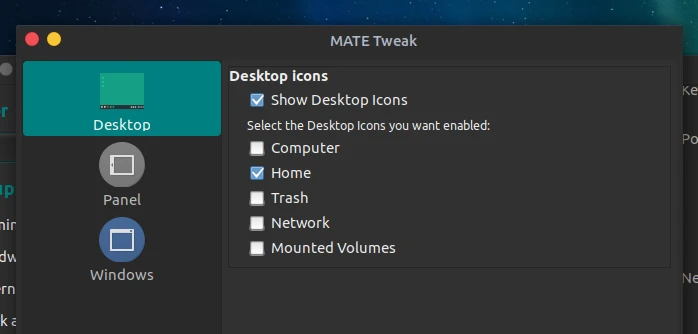 MATE Tweak
Desktop
Panel
Windows
Desktop icons
Show Desktop Icons
Select the Desktop Icons you want enabled:
Computer
Home
Trash
Network
Mounted Volumes